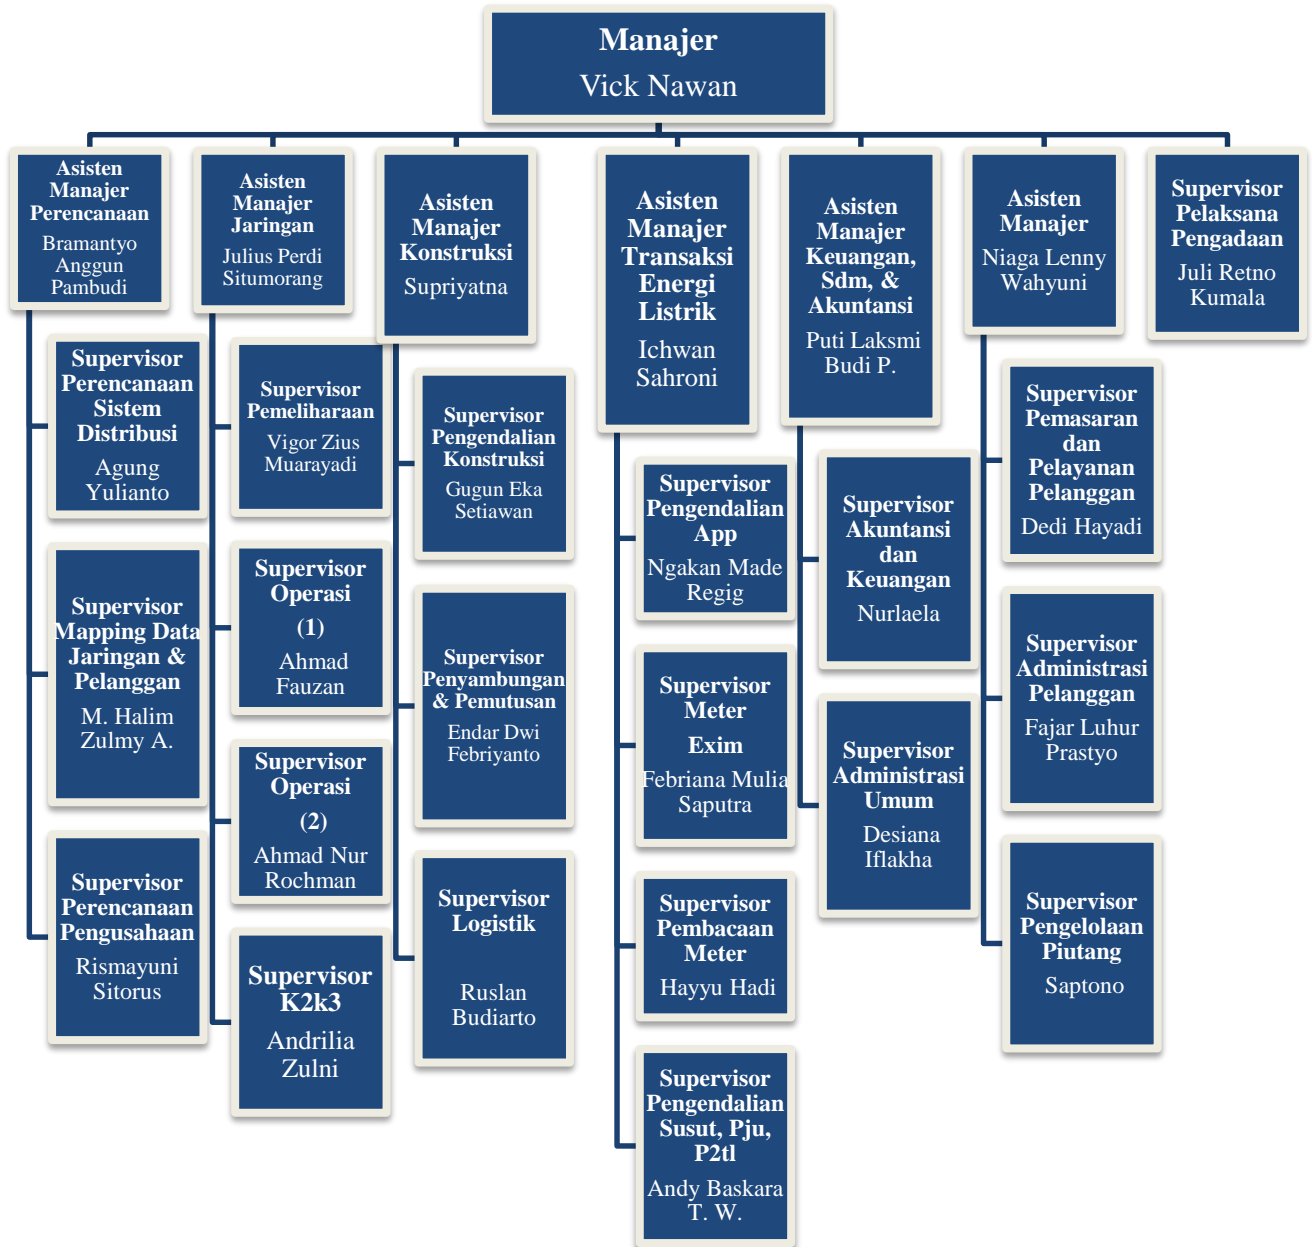 Manajer
Vick Nawan
Asisten
Manajer
Perencanaan
Bramantyo
Anggun
Pambudi
Supervisor
Perencanaan
Sistem
Distribusi
Agung
Yulianto
Supervisor
Mapping Data
Jaringan &
Pelanggan
M. Halim
Zulmy A.
Supervisor
Perencanaan
Pengusahaan
Rismayuni
Sitorus
Asisten
Manajer
Jaringan
Julius Perdi
Situmorang
Supervisor
Pemeliharaan
Vigor Zius
Muarayadi
Supervisor
Operasi
(1)
Ahmad
Fauzan
Supervisor
Operasi
(2)
Ahmad Nur
Rochman
Supervisor
K2k3
Andrilia
Zulni
Asisten
Manajer
Konstruksi
Supriyatna
Supervisor
Pengendalian
Konstruksi
Gugun Eka
Setiawan
Supervisor
Penyambungan
& Pemutusan
Endar Dwi
Febriyanto
Supervisor
Logistik
Ruslan
Budiarto
Asisten
Manajer
Transaksi
Energi
Listrik
Ichwan
Sahroni
Supervisor
Pengendalian
App
Ngakan Made
Regig
Supervisor
Meter
Exim
Febriana Mulia
Saputra
Supervisor
Pembacaan
Meter
Hayyu Hadi
Supervisor
Pengendalian
Susut, Pju,
P2tl
Andy Baskara
T. W.
Asisten
Manajer
Keuangan,
Sdm, &
Akuntansi
Puti Laksmi
Budi P.
Supervisor
Akuntansi
dan
Keuangan
Nurlaela
Supervisor
Administrasi
Umum
Desiana
Iflakha
Asisten
Manajer
Niaga Lenny
Wahyuni
Supervisor
Pemasaran
dan
Pelayanan
Pelanggan
Dedi Hayadi
Supervisor
Administrasi
Pelanggan
Fajar Luhur
Prastyo
Supervisor
Pengelolaan
Piutang
Saptono
Supervisor
Pelaksana
Pengadaan
Juli Retno
Kumala